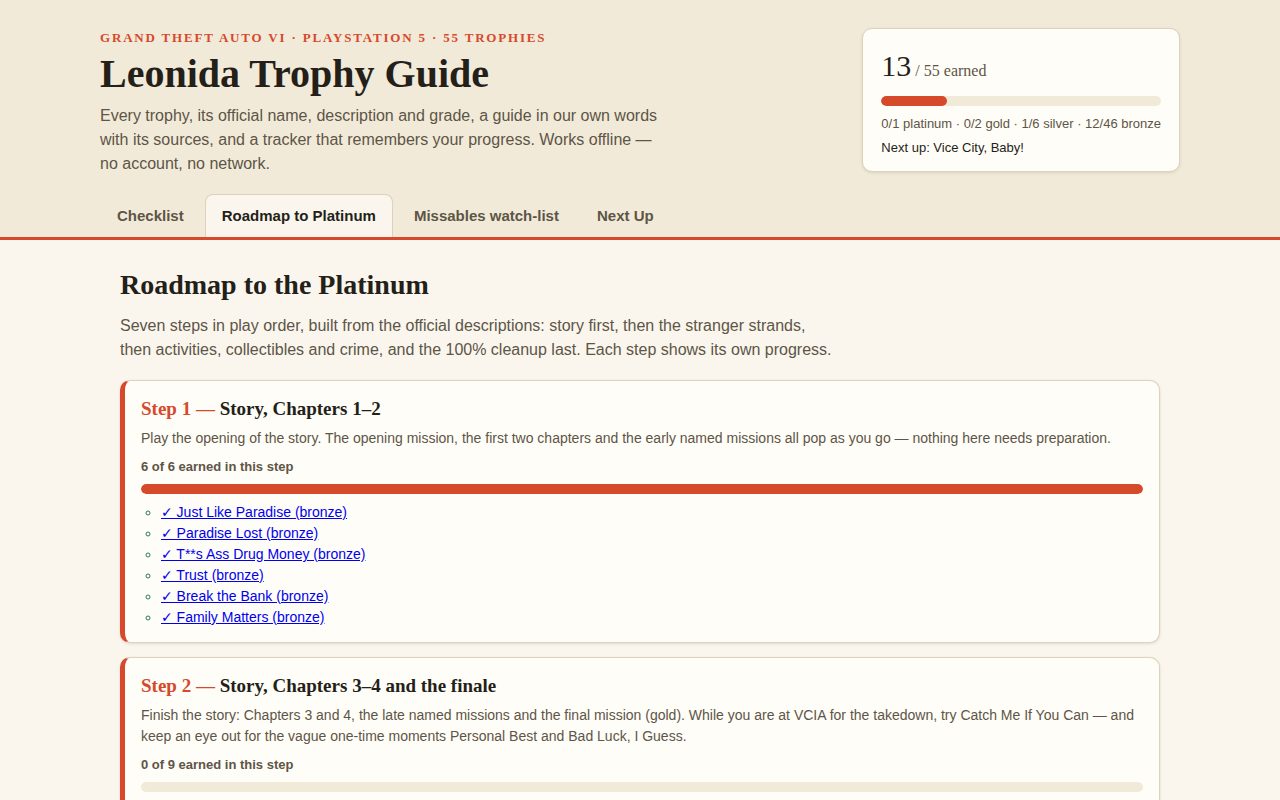 GRAND THEFT AUTO VI · PLAYSTATION 5 · 55 TROPHIES
Leonida Trophy Guide
Every trophy, its official name, description and grade, a guide in our own words
with its sources, and a tracker that remembers your progress. Works offline —
no account, no network.
13 / 55 earned
0/1 platinum · 0/2 gold · 1/6 silver · 12/46 bronze
Next up: Vice City, Baby!
Checklist
Roadmap to Platinum
Missables watch-list
Next Up
Roadmap to the Platinum
Seven steps in play order, built from the official descriptions: story first, then the stranger strands,
then activities, collectibles and crime, and the 100% cleanup last. Each step shows its own progress.
Step 1 — Story, Chapters 1–2
Play the opening of the story. The opening mission, the first two chapters and the early named missions all pop as you go — nothing here needs preparation.
6 of 6 earned in this step
✓ Just Like Paradise (bronze)
✓ Paradise Lost (bronze)
✓ T**s Ass Drug Money (bronze)
✓ Trust (bronze)
✓ Break the Bank (bronze)
✓ Family Matters (bronze)
Step 2 — Story, Chapters 3–4 and the finale
Finish the story: Chapters 3 and 4, the late named missions and the final mission (gold). While you are at VCIA for the takedown, try Catch Me If You Can — and
keep an eye out for the vague one-time moments Personal Best and Bad Luck, I Guess.
0 of 9 earned in this step